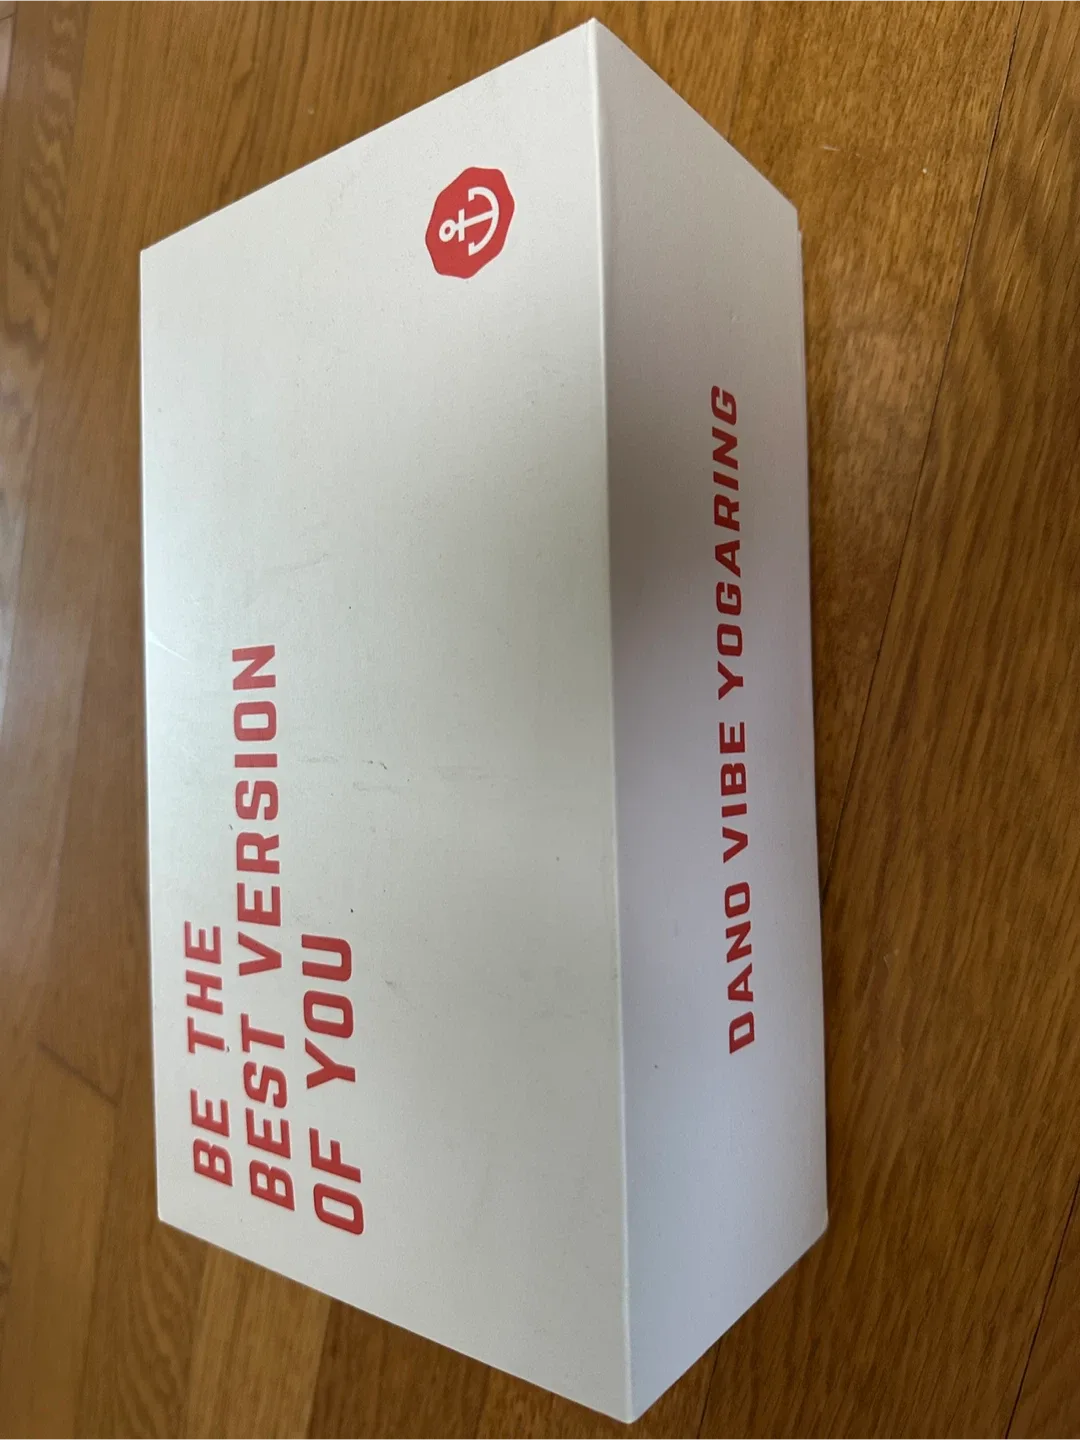 BE THE
BEST VERSION
OF YOU
DANO VIBE YOGARING